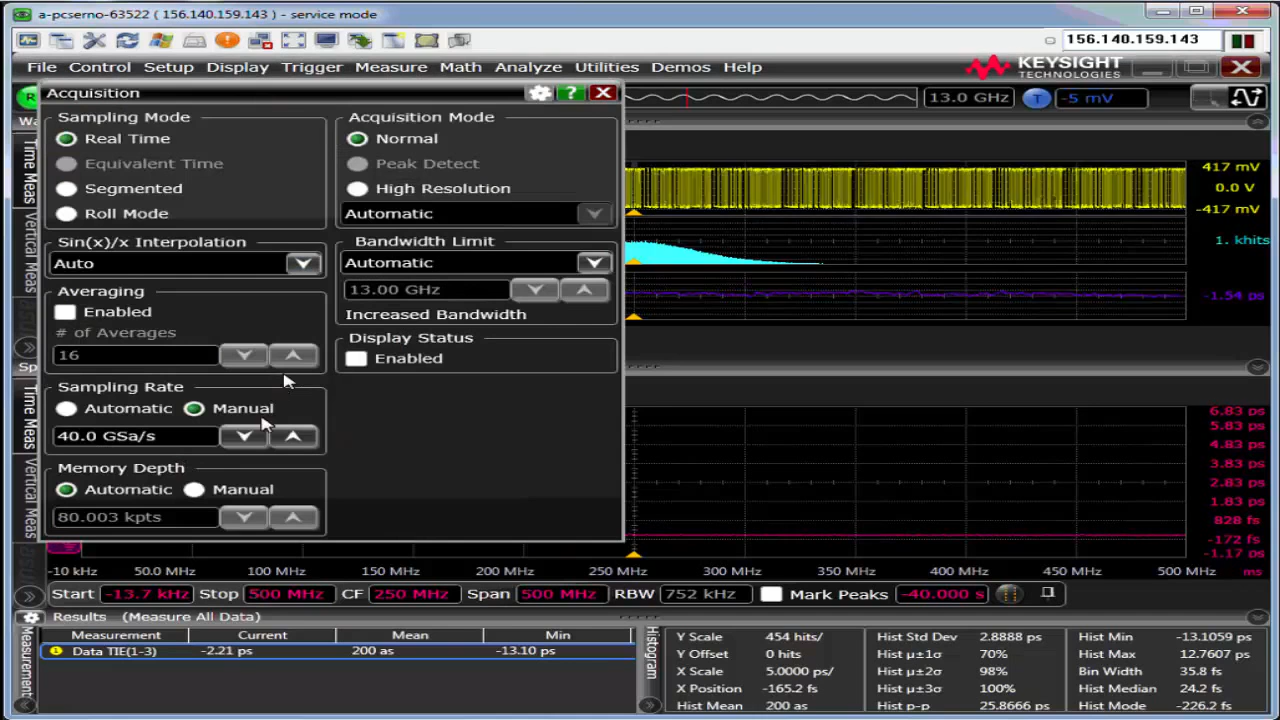 a-pcserno-63522 ( 156.140.159.143 ) - service mode
156.140.159.143
File Control Setup Display Trigger Measure Math Analyze Utilities Demos Help
KEYSIGHT
TECHNOLOGIES
Acquisition ?
13.0 GHz T -5 mV
Sampling Mode
Real Time
Equivalent Time
Segmented
Roll Mode
Acquisition Mode
Normal
Peak Detect
High Resolution
Automatic
Sin(x)/x Interpolation
Auto
Bandwidth Limit
Automatic
13.00 GHz
Increased Bandwidth
Averaging
Enabled
# of Averages
16
Display Status
Enabled
Sampling Rate
Automatic Manual
40.0 GSa/s
Memory Depth
Automatic Manual
80.003 kpts
Time Meas
Vertical Meas
Time Meas
Vertical Meas
417 mV
0.0 V
-417 mV
1. khits
-1.54 ps
6.83 ps
5.83 ps
4.83 ps
3.83 ps
2.83 ps
1.83 ps
828 fs
-172 fs
-1.17 ps
-10 kHz 50.0 MHz 100 MHz 150 MHz 200 MHz 250 MHz 300 MHz 350 MHz 400 MHz 450 MHz 500 MHz ms
Start -13.7 kHz Stop 500 MHz CF 250 MHz Span 500 MHz RBW 752 kHz Mark Peaks -40.000 s
Results (Measure All Data)
Measurement Current Mean Min
1 Data TIE(1-3) -2.21 ps 200 as -13.10 ps
Measurement
Histogram
Y Scale 454 hits/ Hist Std Dev 2.8888 ps Hist Min -13.1059 ps
Y Offset 0 hits Hist µ±1σ 70% Hist Max 12.7607 ps
X Scale 5.0000 ps/ Hist µ±2σ 98% Bin Width 35.8 fs
X Position -165.2 fs Hist µ±3σ 100% Hist Median 24.2 fs
Hist Mean 200 as Hist p-p 25.8666 ps Hist Mode -226.2 fs